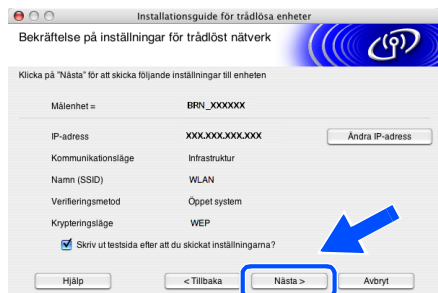 Installationsguide för trådlösa enheter
Bekräftelse på inställningar för trådlöst nätverk
Klicka på "Nästa" för att skicka följande inställningar till enheten
Målenhet = BRN_XXXXXX
IP-adress XXX.XXX.XXX.XXX Ändra IP-adress
Kommunikationsläge Infrastruktur
Namn (SSID) WLAN
Verifieringsmetod Öppet system
Krypteringsläge WEP
Skriv ut testsida efter att du skickat inställningarna?
Hjälp < Tillbaka Nästa > Avbryt